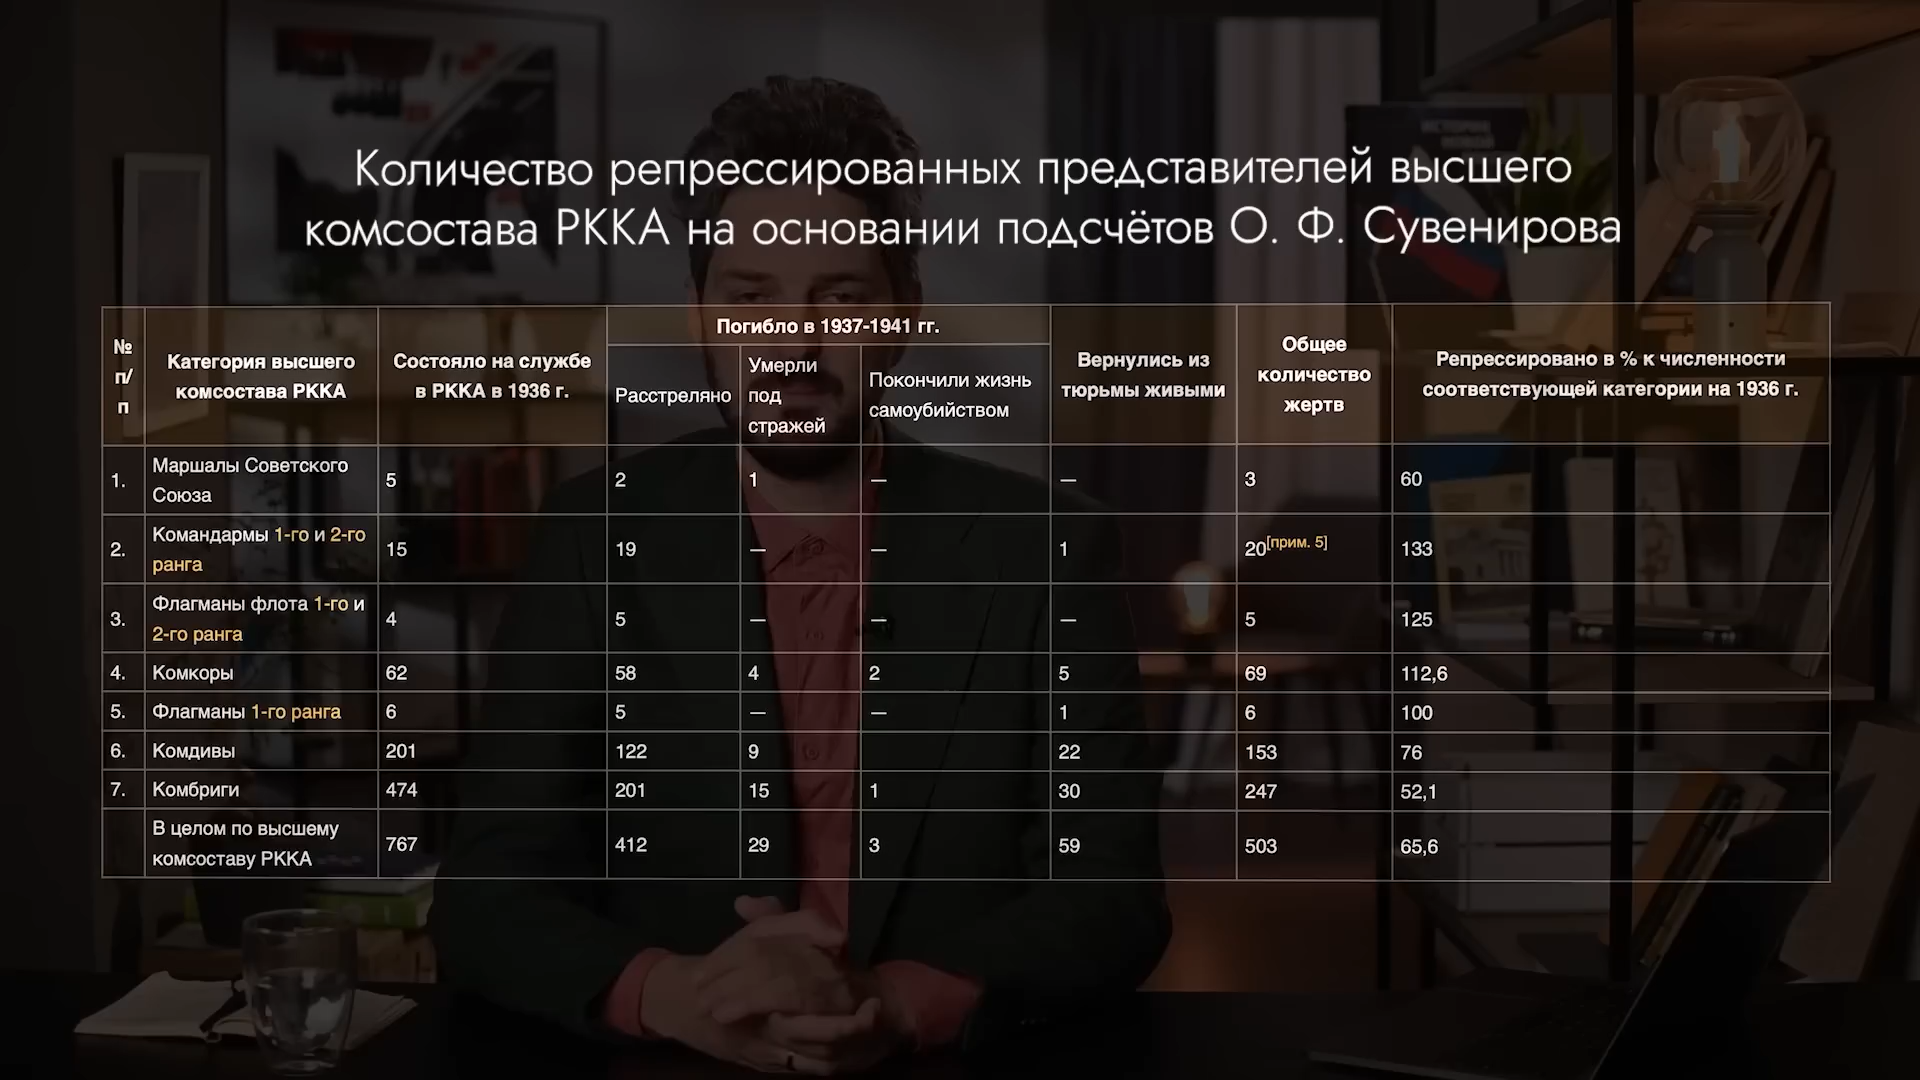 Количество репрессированных представителей высшего
комсостава РККА на основании подсчётов О. Ф. Сувенирова
№ п/п
Категория высшего комсостава РККА
Состояло на службе в РККА в 1936 г.
Погибло в 1937-1941 гг.
Расстреляно
Умерли под стражей
Покончили жизнь самоубийством
Вернулись из тюрьмы живыми
Общее количество жертв
Репрессировано в % к численности соответствующей категории на 1936 г.
1. Маршалы Советского Союза 5 2 1 — — 3 60
2. Командармы 1-го и 2-го ранга 15 19 — — 1 20[прим. 5] 133
3. Флагманы флота 1-го и 2-го ранга 4 5 — — — 5 125
4. Комкоры 62 58 4 2 5 69 112,6
5. Флагманы 1-го ранга 6 5 — — 1 6 100
6. Комдивы 201 122 9 22 153 76
7. Комбриги 474 201 15 1 30 247 52,1
В целом по высшему комсоставу РККА 767 412 29 3 59 503 65,6